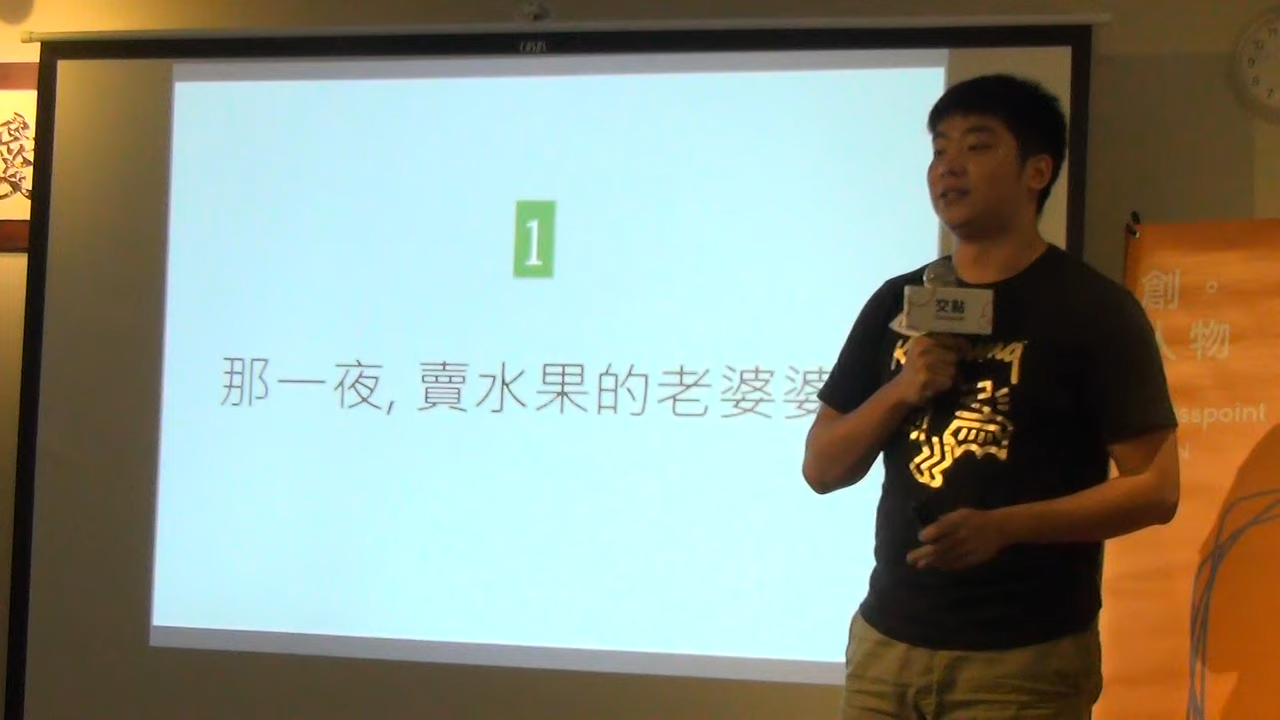 1
那一夜, 賣水果的老婆婆
交點
創。
人物
sspoint